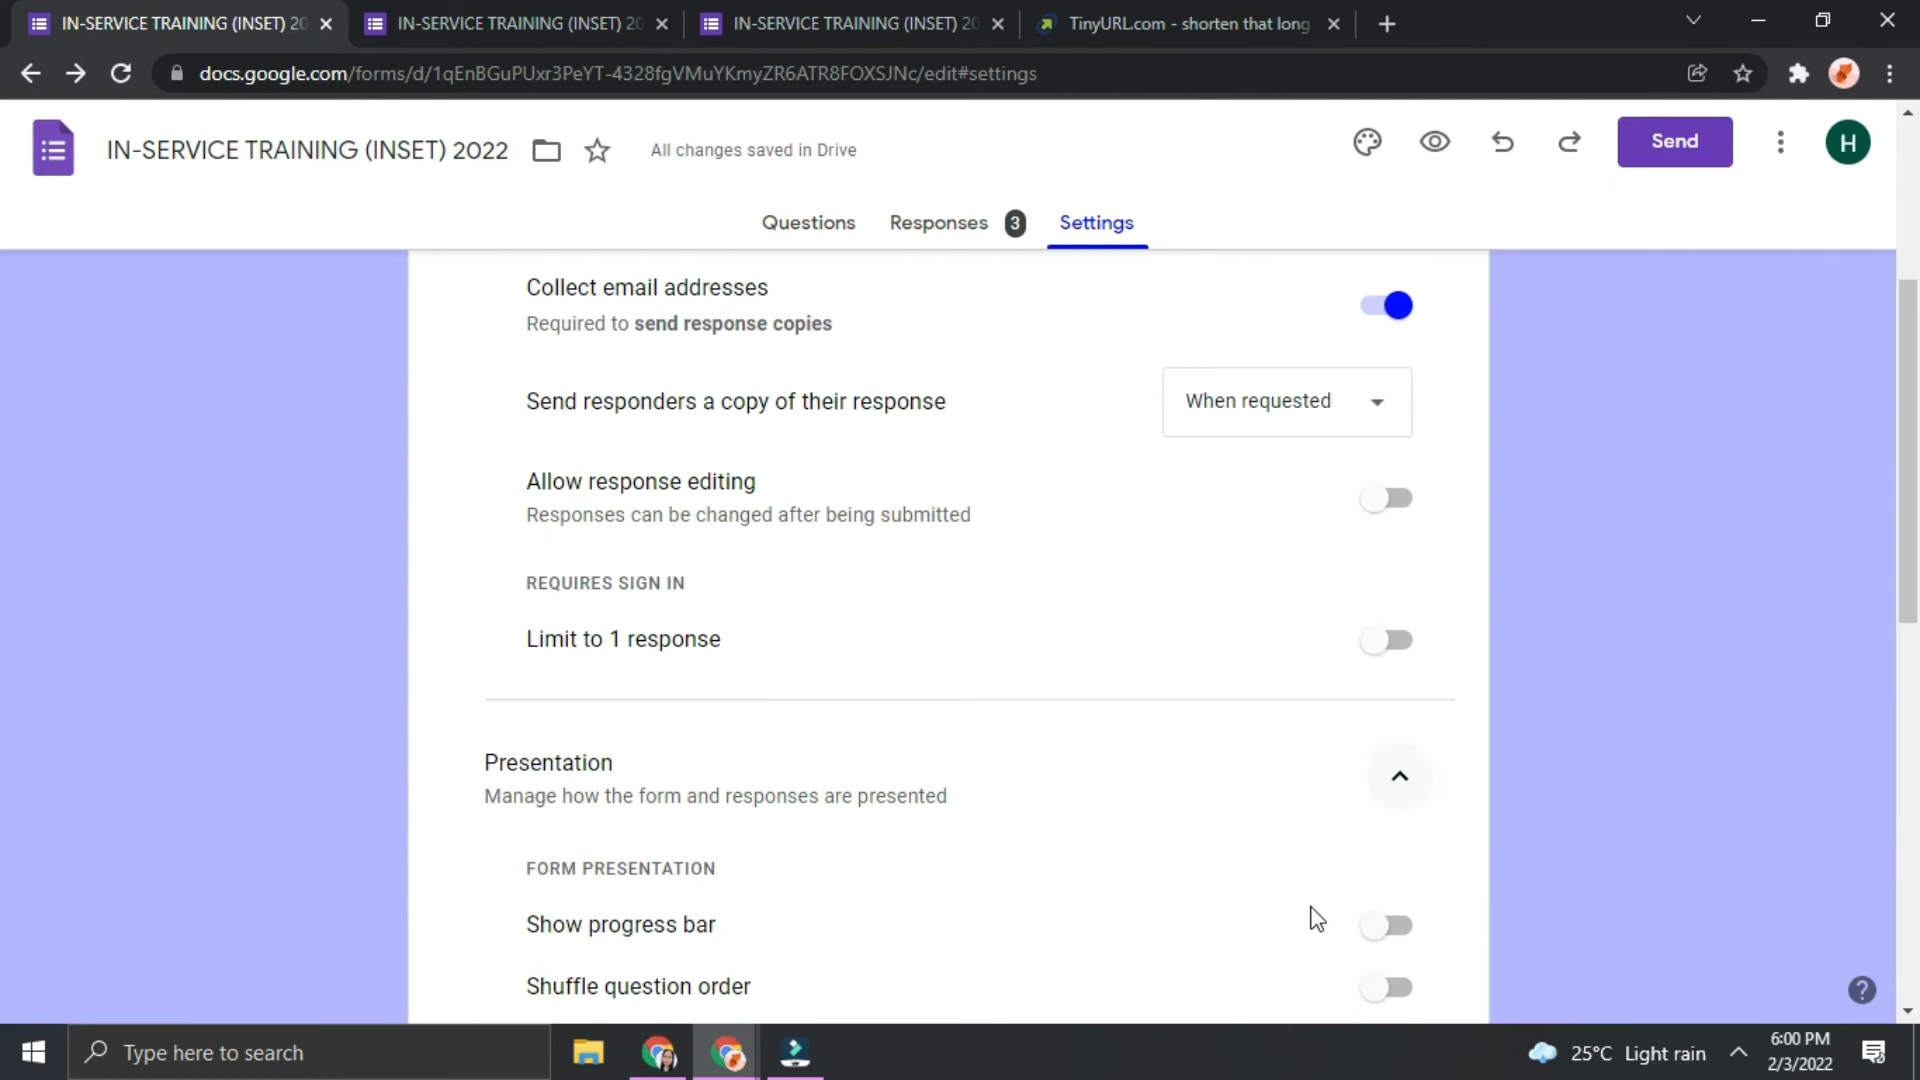 IN-SERVICE TRAINING (INSET) 20
IN-SERVICE TRAINING (INSET) 20
IN-SERVICE TRAINING (INSET) 20
TinyURL.com - shorten that long
docs.google.com/forms/d/1qEnBGuPUxr3PeYT-4328fgVMuYKmyZR6ATR8FOXSJNc/edit#settings
IN-SERVICE TRAINING (INSET) 2022
All changes saved in Drive
Send
H
Questions
Responses 3
Settings
Collect email addresses
Required to send response copies
Send responders a copy of their response
When requested
Allow response editing
Responses can be changed after being submitted
REQUIRES SIGN IN
Limit to 1 response
Presentation
Manage how the form and responses are presented
FORM PRESENTATION
Show progress bar
Shuffle question order
Type here to search
25°C Light rain
6:00 PM
2/3/2022